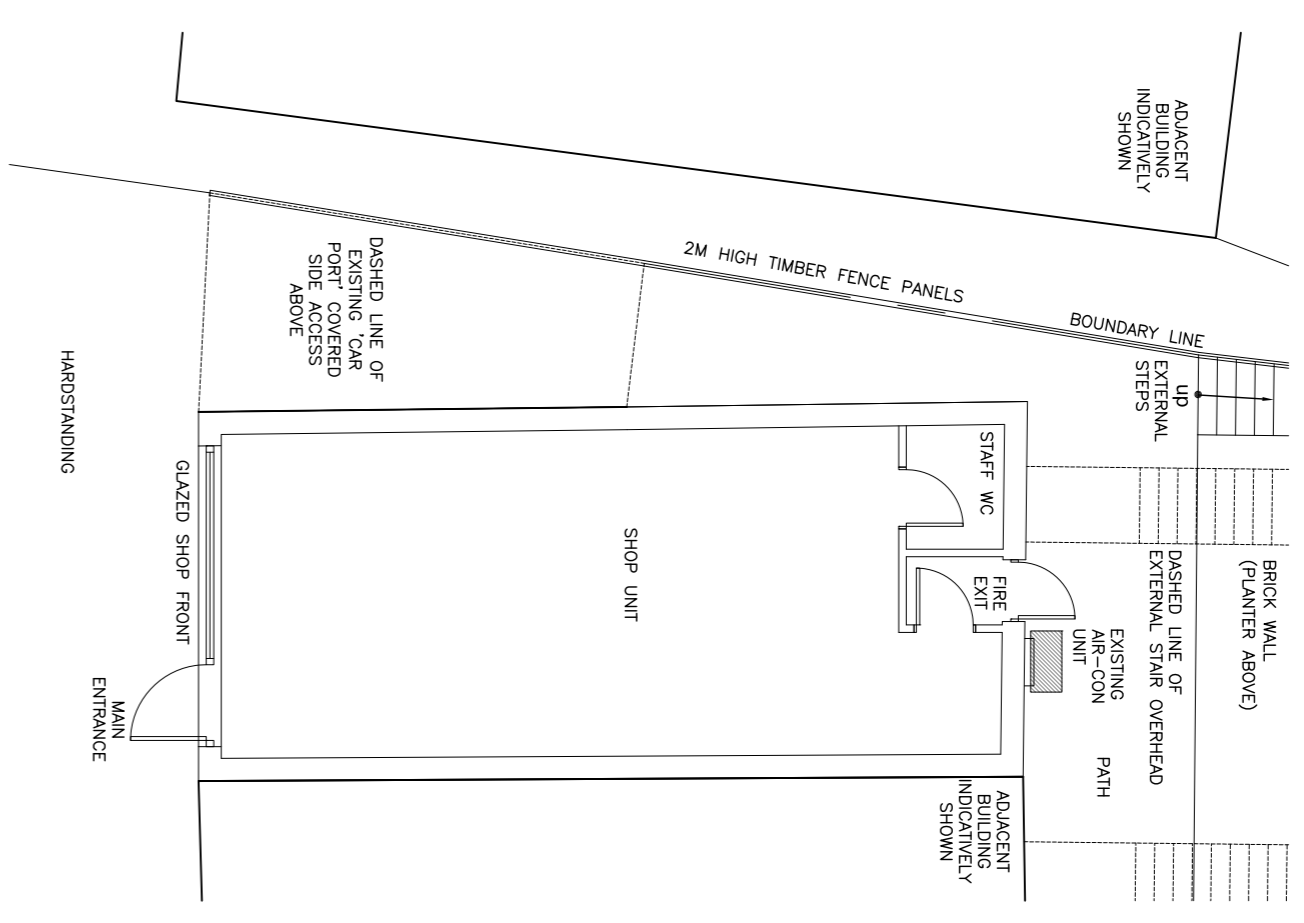 ADJACENT
BUILDING
INDICATIVELY
SHOWN
2M HIGH TIMBER FENCE PANELS
BOUNDARY LINE
DASHED LINE OF
EXISTING 'CAR
PORT' COVERED
SIDE ACCESS
ABOVE
up
EXTERNAL
STEPS
HARDSTANDING
GLAZED SHOP FRONT
STAFF WC
SHOP UNIT
FIRE
EXIT
BRICK WALL
(PLANTER ABOVE)
DASHED LINE OF
EXTERNAL STAIR OVERHEAD
EXISTING
AIR-CON
UNIT
PATH
MAIN
ENTRANCE
ADJACENT
BUILDING
INDICATIVELY
SHOWN